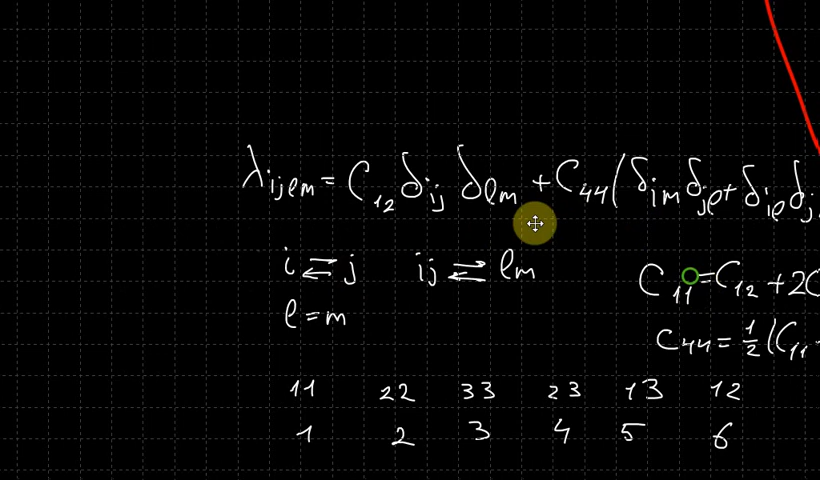 λijℓm = C12 δij δℓm + C44 ( δim δjℓ + δiℓ δj
i ⇄ j ij ⇄ ℓm
C11 = C12 + 2C
ℓ = m
C44 = 1/2 (C11
11 22 33 23 13 12
1 2 3 4 5 6